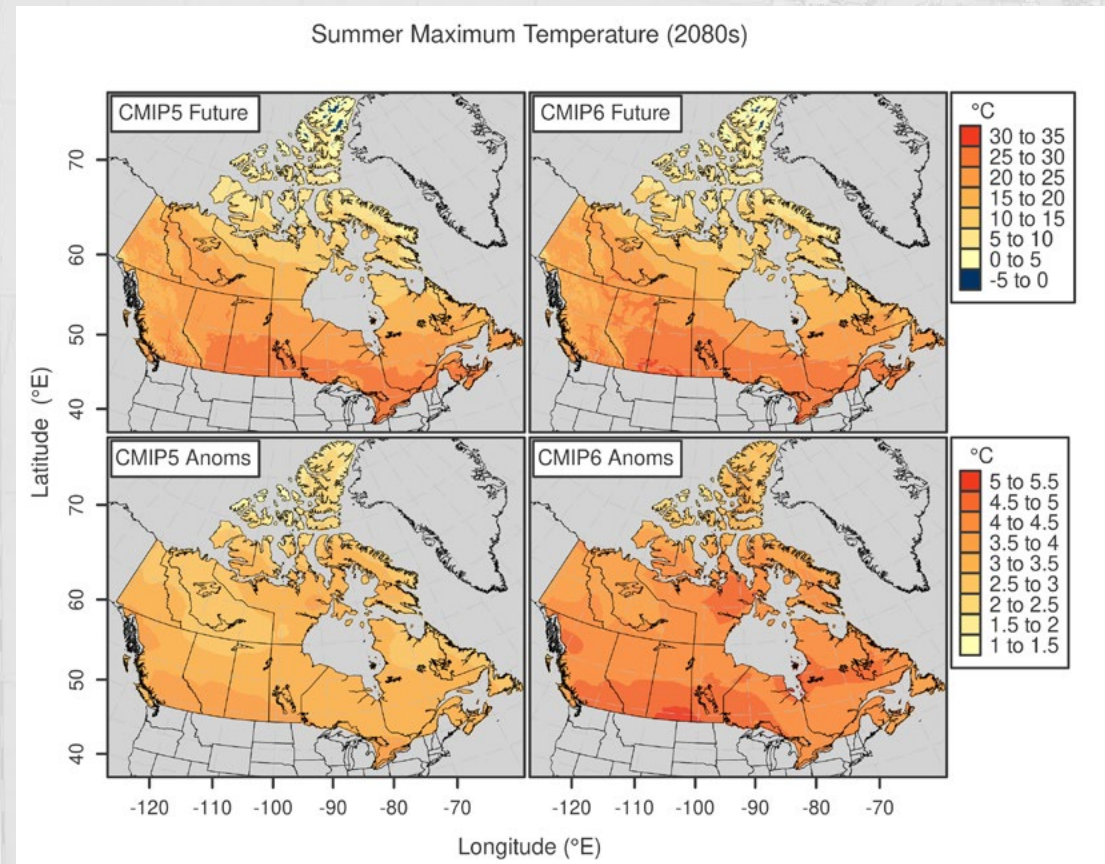 Summer Maximum Temperature (2080s)
CMIP5 Future
CMIP6 Future
°C
30 to 35
25 to 30
20 to 25
15 to 20
10 to 15
5 to 10
0 to 5
-5 to 0
70
60
50
40
Latitude (°E)
CMIP5 Anoms
CMIP6 Anoms
°C
5 to 5.5
4.5 to 5
4 to 4.5
3.5 to 4
3 to 3.5
2.5 to 3
2 to 2.5
1.5 to 2
1 to 1.5
70
60
50
40
-120 -110 -100 -90 -80 -70
-120 -110 -100 -90 -80 -70
Longitude (°E)